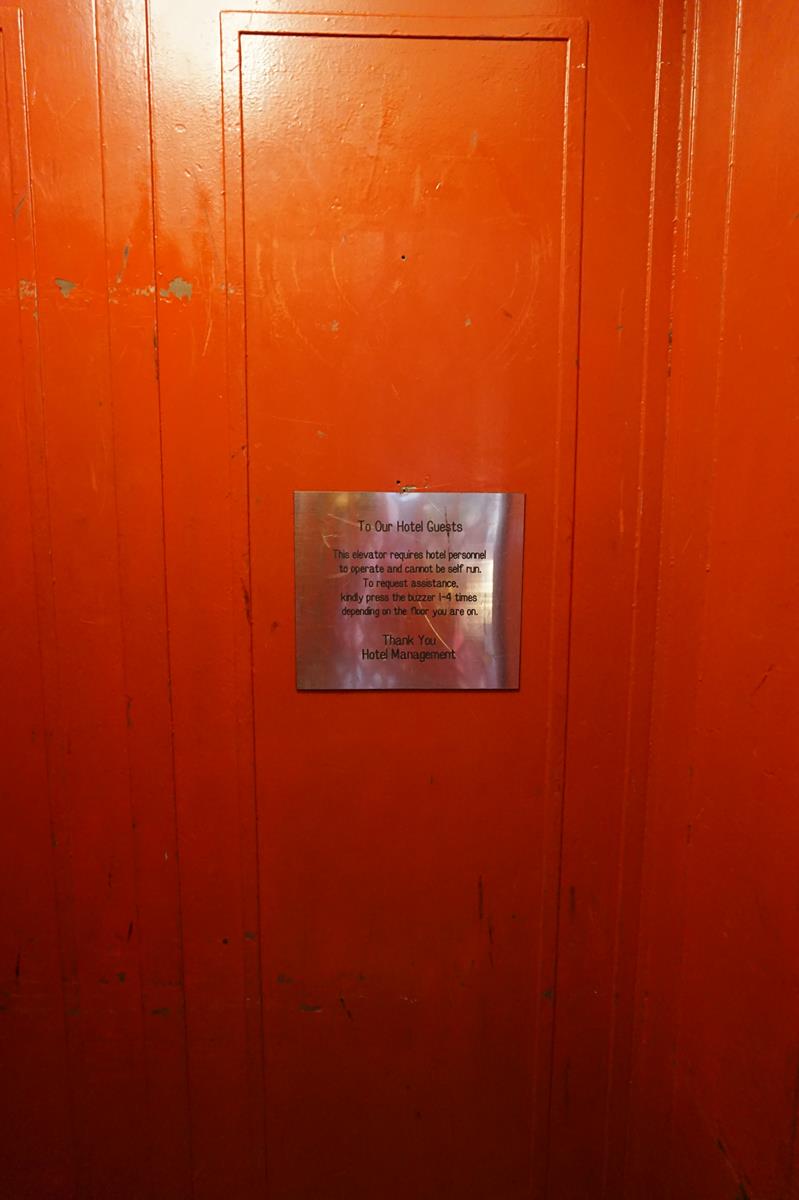 To Our Hotel Guests
This elevator requires hotel personnel
to operate and cannot be self run.
To request assistance,
kindly press the buzzer 1-4 times
depending on the floor you are on.
Thank You
Hotel Management